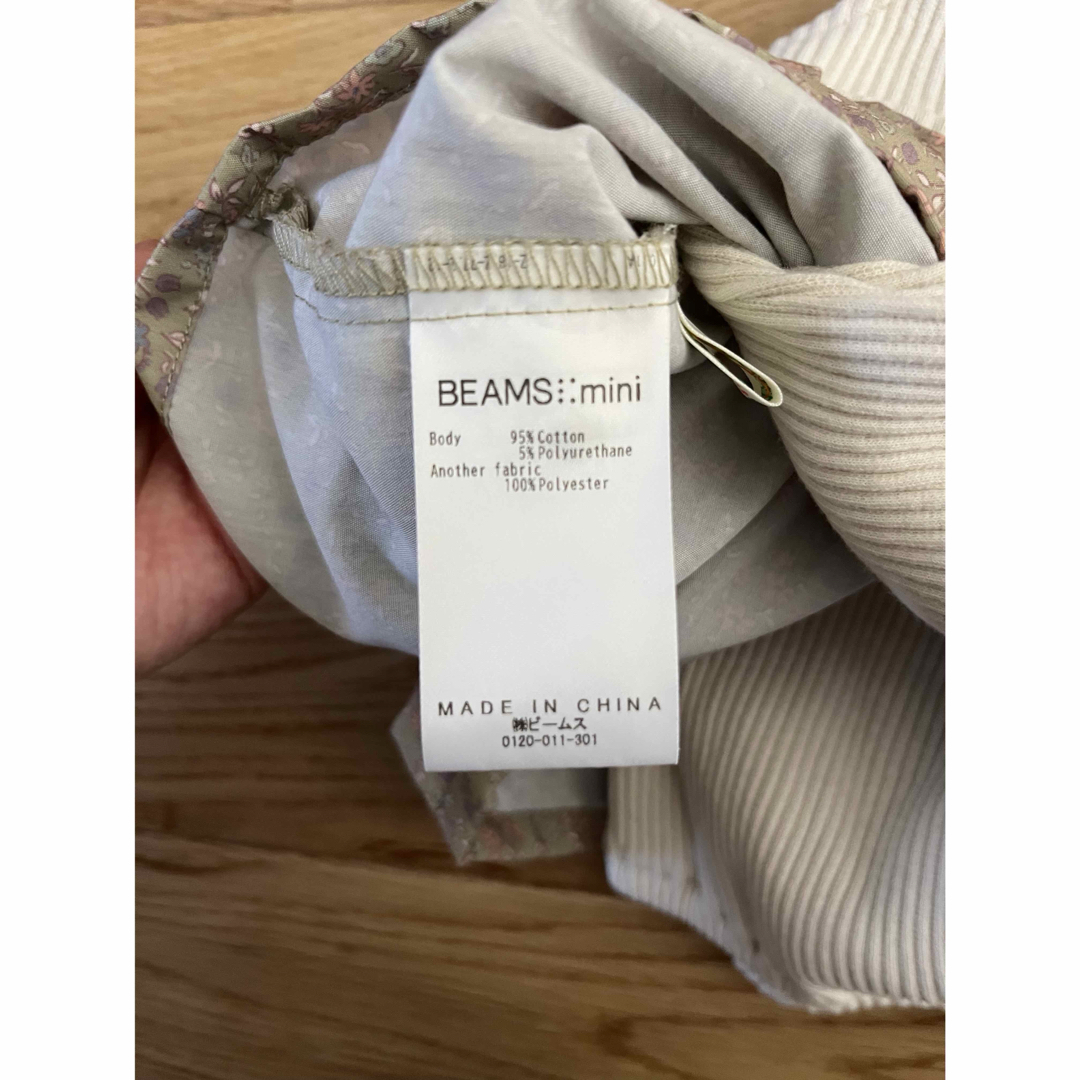 BEAMS mini
Body 95% Cotton
5% Polyurethane
Another fabric
100% Polyester
MADE IN CHINA
㈱ビームス
0120-011-301